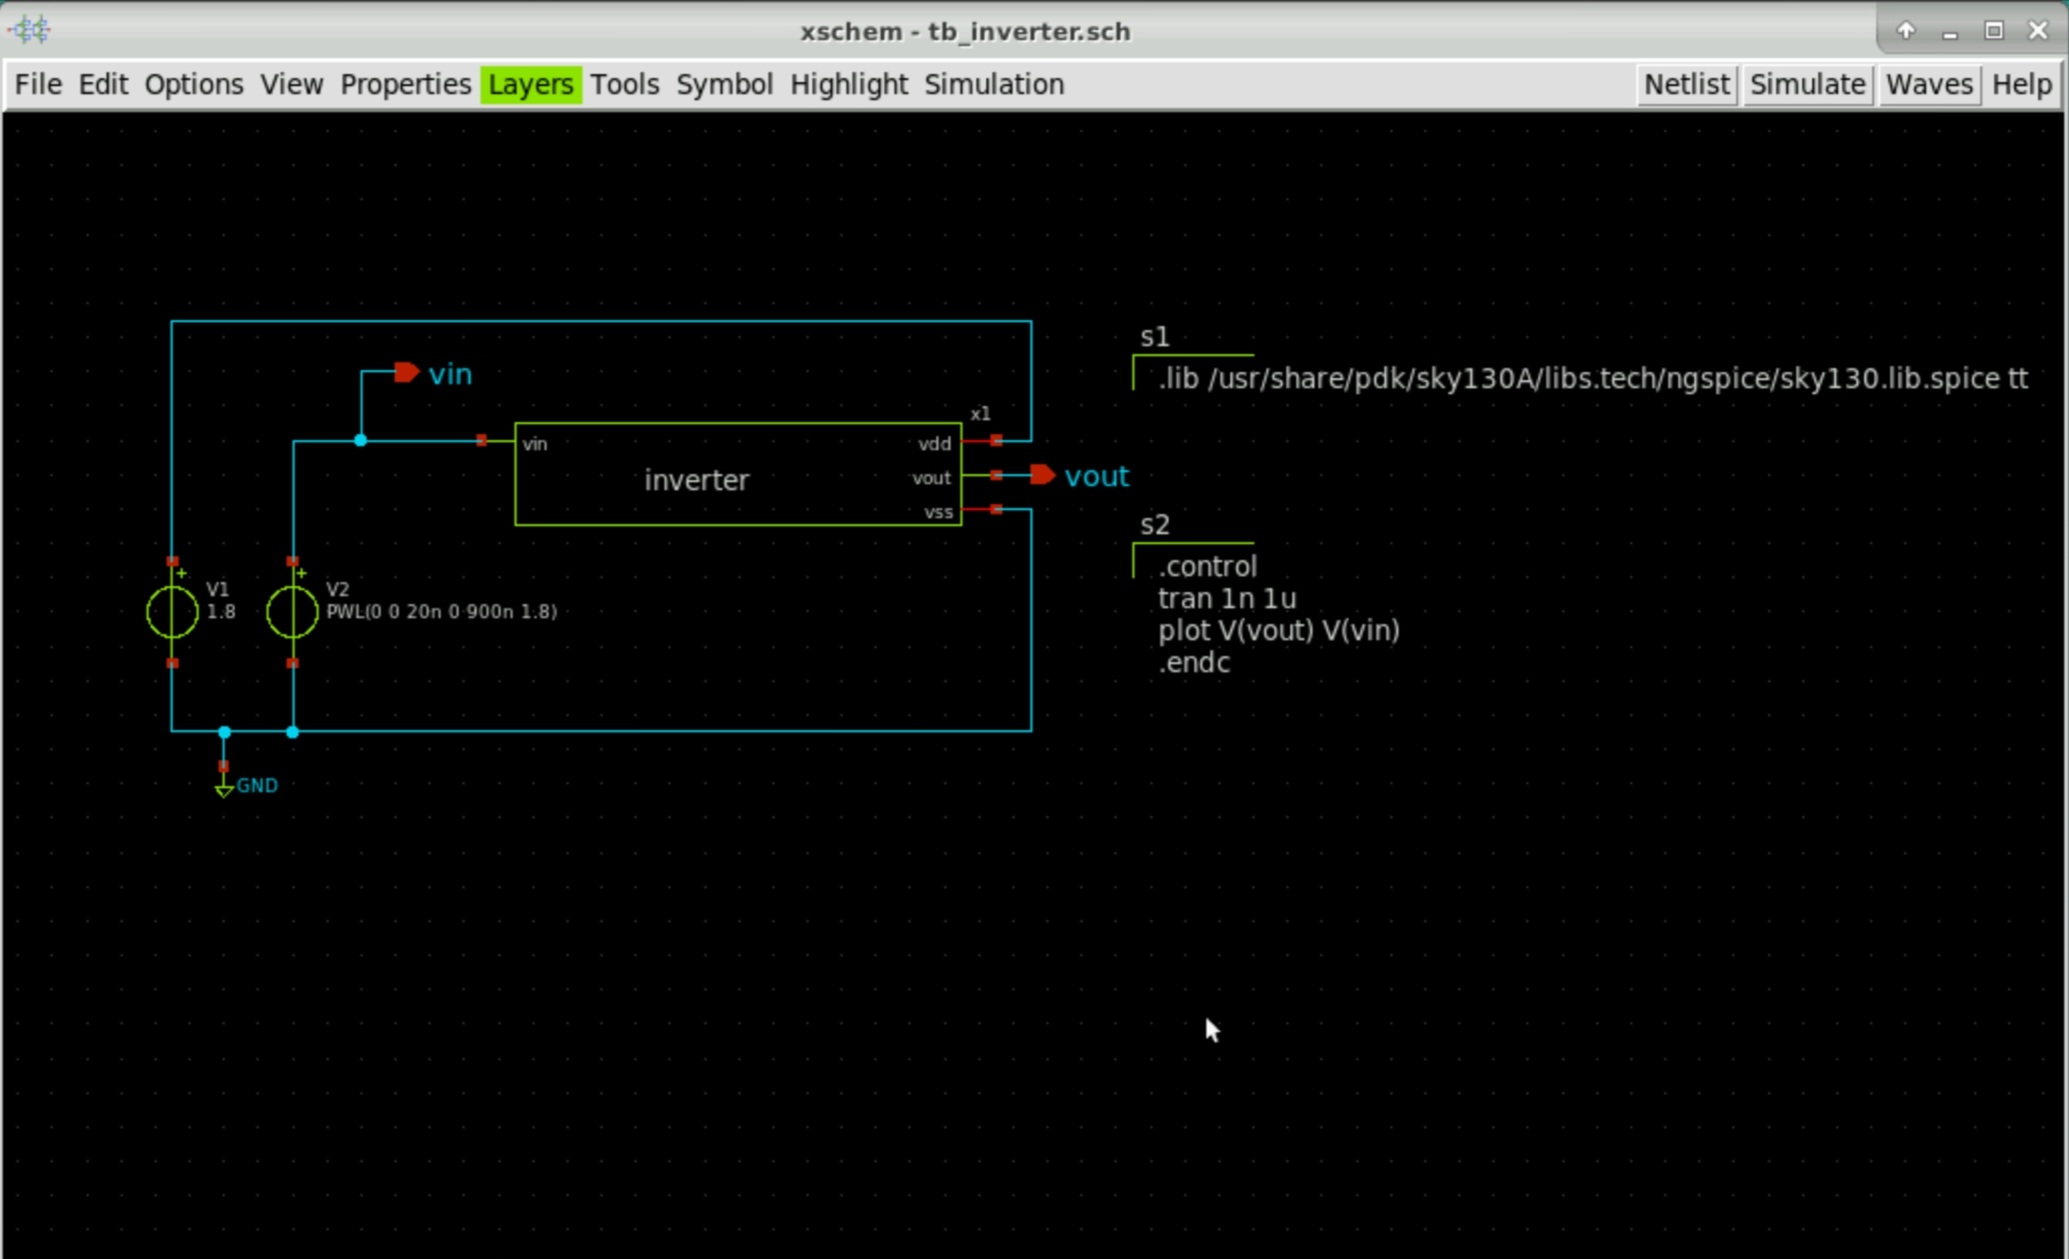 xschem - tb_inverter.sch
File Edit Options View Properties Layers Tools Symbol Highlight Simulation Netlist Simulate Waves Help
s1
.lib /usr/share/pdk/sky130A/libs.tech/ngspice/sky130.lib.spice tt
vin
x1
vin
vdd
inverter
vout
vout
vss
s2
.control
tran 1n 1u
plot V(vout) V(vin)
.endc
+
V1
1.8
+
V2
PWL(0 0 20n 0 900n 1.8)
GND